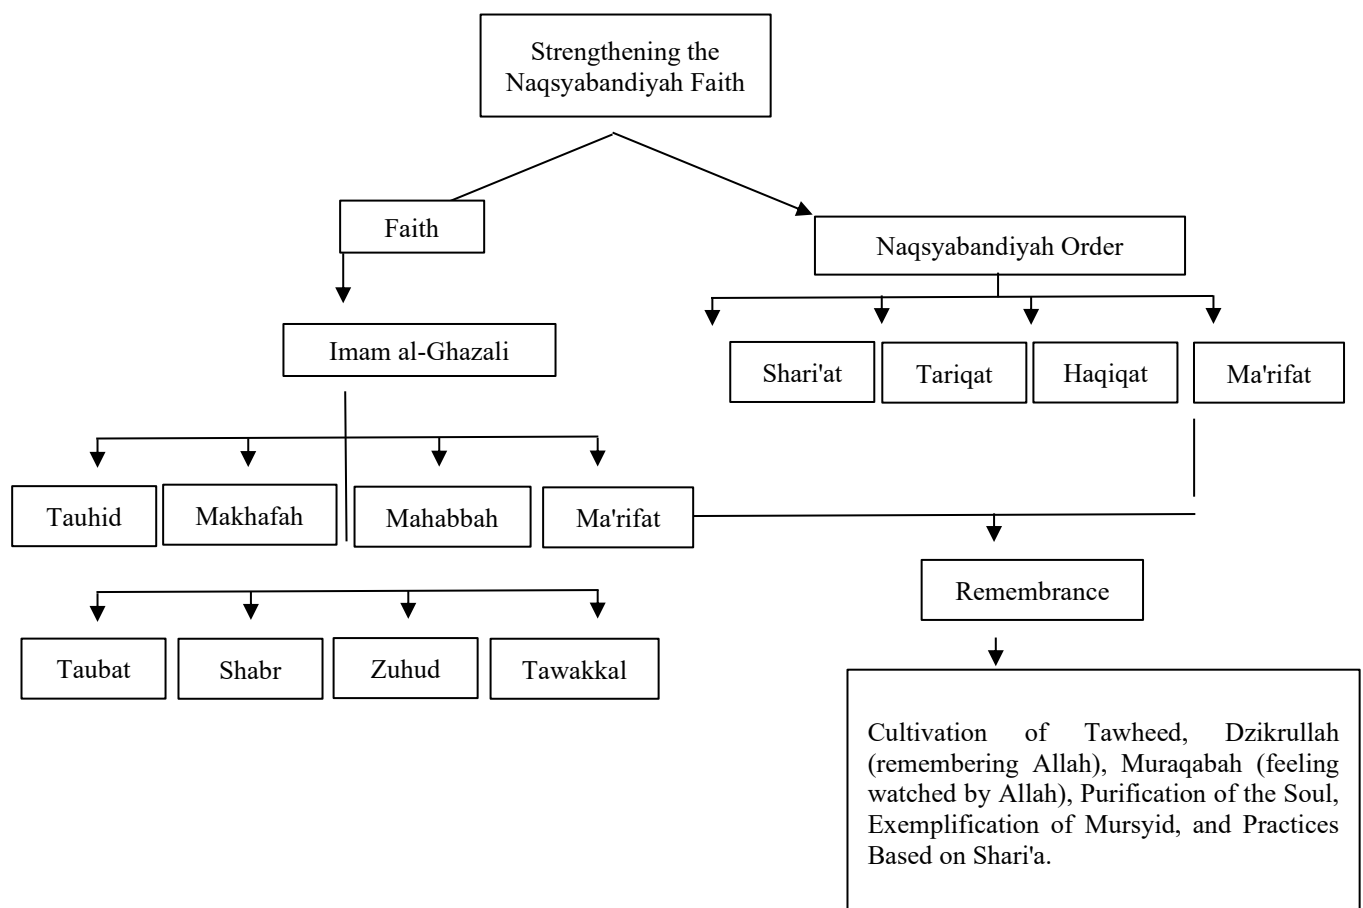 Strengthening the
Naqsyabandiyah Faith
Faith
Naqsyabandiyah Order
Imam al-Ghazali
Shari'at
Tariqat
Haqiqat
Ma'rifat
Tauhid
Makhafah
Mahabbah
Ma'rifat
Remembrance
Taubat
Shabr
Zuhud
Tawakkal
Cultivation of Tawheed, Dzikrullah
(remembering Allah), Muraqabah (feeling
watched by Allah), Purification of the Soul,
Exemplification of Mursyid, and Practices
Based on Shari'a.